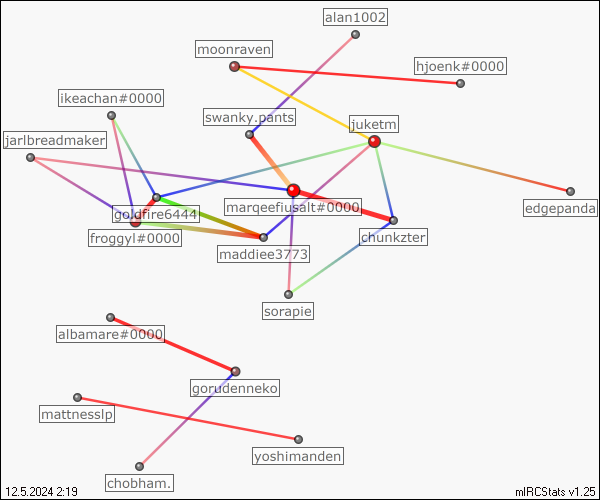 alan1002
moonraven
hjoenk#0000
ikeachan#0000
swanky.pants
juketm
jarlbreadmaker
marqeefiusalt#0000
edgepanda
goldfire6444
froggyl#0000
chunkzter
maddiee3773
sorapie
albamare#0000
gorudenneko
mattnesslp
yoshimanden
chobham.
12.5.2024 2:19
mIRCStats v1.25